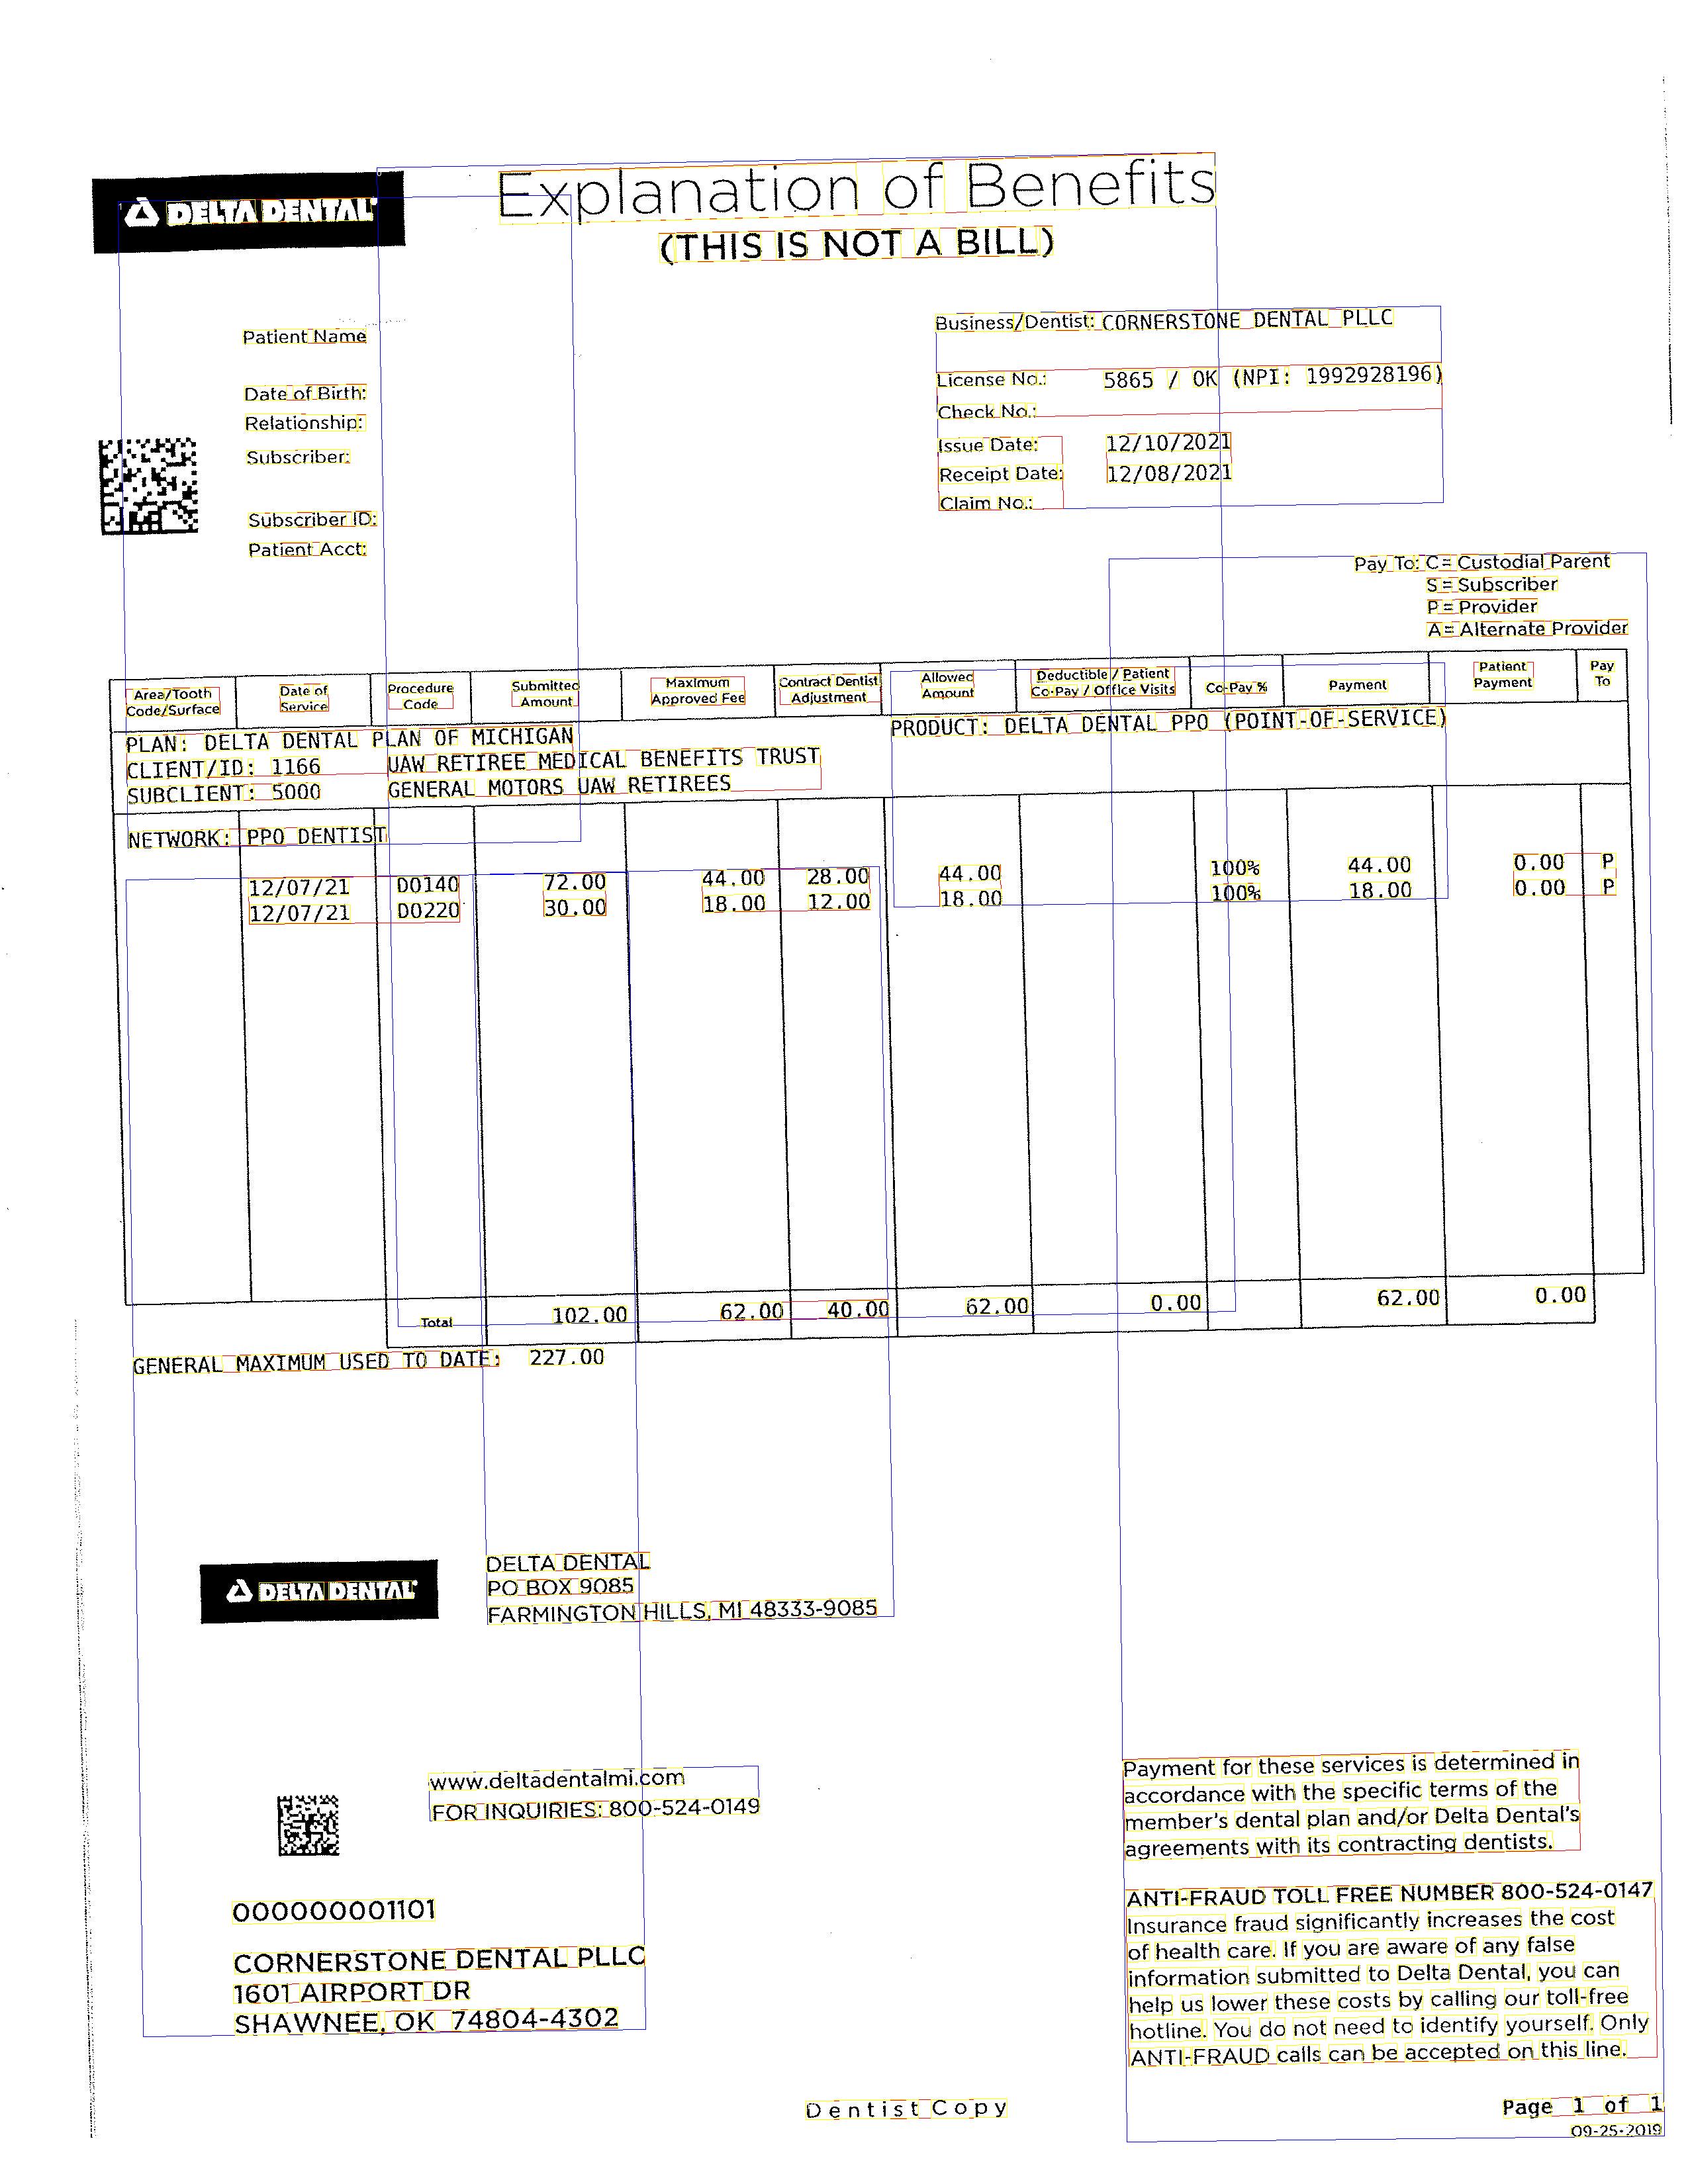 DELTA DENTAL
Explanation of Benefits
(THIS IS NOT A BILL)
Patient Name
Date of Birth:
Relationship:
Subscriber:
Subscriber ID:
Patient Acct:
Business/Dentist: CORNERSTONE DENTAL PLLC
License No.: 5865 / OK (NPI: 1992928196)
Check No.:
Issue Date: 12/10/2021
Receipt Date: 12/08/2021
Claim No.:
Pay To: C = Custodial Parent
S = Subscriber
P = Provider
A = Alternate Provider
Area/Tooth Code/Surface Date of Service Procedure Code Submitted Amount Maximum Approved Fee Contract Dentist Adjustment Allowed Amount Deductible / Patient Co-Pay / Office Visits Co-Pay % Payment Patient Payment Pay To
PLAN: DELTA DENTAL PLAN OF MICHIGAN PRODUCT: DELTA DENTAL PPO (POINT-OF-SERVICE)
CLIENT/ID: 1166 UAW RETIREE MEDICAL BENEFITS TRUST
SUBCLIENT: 5000 GENERAL MOTORS UAW RETIREES
NETWORK: PPO DENTIST
12/07/21 D0140 72.00 44.00 28.00 44.00 100% 44.00 0.00 P
12/07/21 D0220 30.00 18.00 12.00 18.00 100% 18.00 0.00 P
Total 102.00 62.00 40.00 62.00 0.00 62.00 0.00
GENERAL MAXIMUM USED TO DATE: 227.00
DELTA DENTAL
DELTA DENTAL
PO BOX 9085
FARMINGTON HILLS, MI 48333-9085
www.deltadentalmi.com
FOR INQUIRIES: 800-524-0149
000000001101
CORNERSTONE DENTAL PLLC
1601 AIRPORT DR
SHAWNEE, OK 74804-4302
Payment for these services is determined in
accordance with the specific terms of the
member's dental plan and/or Delta Dental's
agreements with its contracting dentists.
ANTI-FRAUD TOLL FREE NUMBER 800-524-0147
Insurance fraud significantly increases the cost
of health care. If you are aware of any false
information submitted to Delta Dental, you can
help us lower these costs by calling our toll-free
hotline. You do not need to identify yourself. Only
ANTI-FRAUD calls can be accepted on this line.
Dentist Copy
Page 1 of 1
09-25-2019